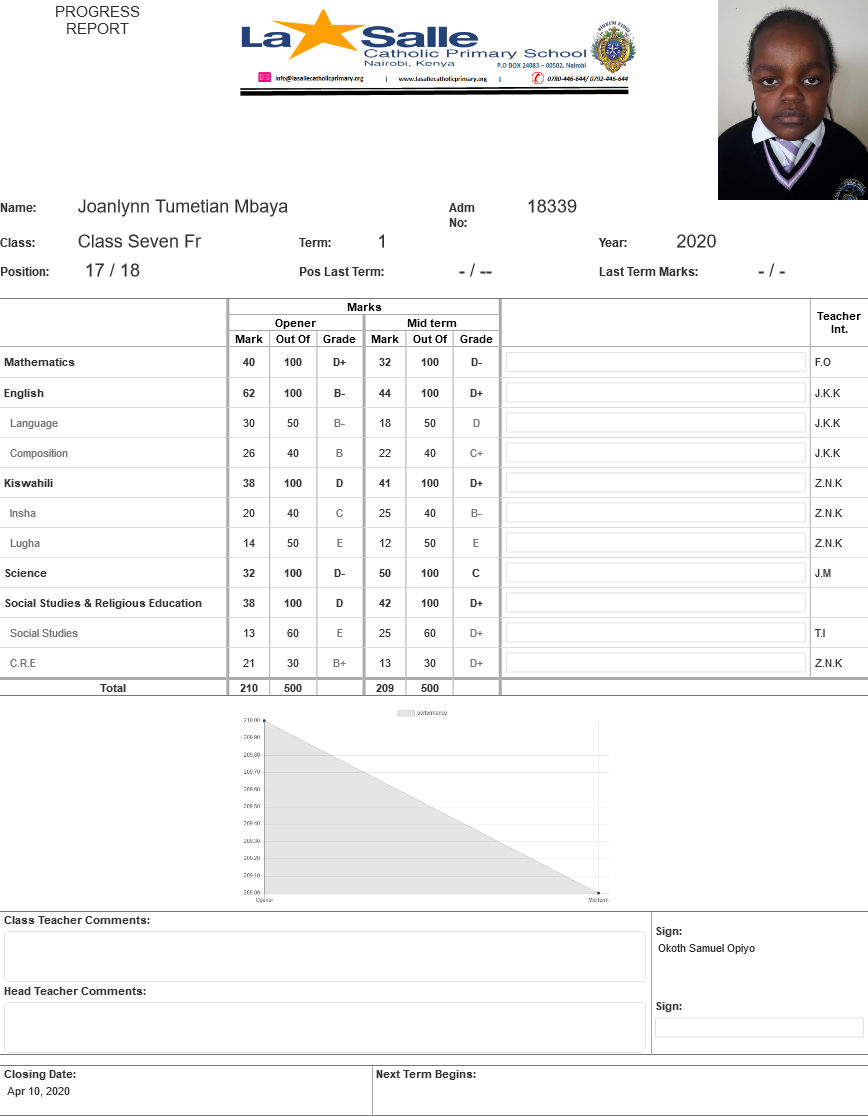 PROGRESS
REPORT
La Salle
Catholic Primary School
Nairobi, Kenya
P.O BOX 24083 – 00502, Nairobi
info@lasallecatholicprimary.org | www.lasallecatholicprimary.org | 0780-446-644/ 0792-446-644
Name: Joanlynn Tumetian Mbaya Adm No: 18339
Class: Class Seven Fr Term: 1 Year: 2020
Position: 17 / 18 Pos Last Term: - / -- Last Term Marks: - / -
Marks
Opener Mid term Teacher Int.
Mark Out Of Grade Mark Out Of Grade
Mathematics 40 100 D+ 32 100 D- F.O
English 62 100 B- 44 100 D+ J.K.K
Language 30 50 B- 18 50 D J.K.K
Composition 26 40 B 22 40 C+ J.K.K
Kiswahili 38 100 D 41 100 D+ Z.N.K
Insha 20 40 C 25 40 B- Z.N.K
Lugha 14 50 E 12 50 E Z.N.K
Science 32 100 D- 50 100 C J.M
Social Studies & Religious Education 38 100 D 42 100 D+
Social Studies 13 60 E 25 60 D+ T.I
C.R.E 21 30 B+ 13 30 D+ Z.N.K
Total 210 500 209 500
performance
210.00
209.90
209.80
209.70
209.60
209.50
209.40
209.30
209.20
209.10
209.00
Opener Mid term
Class Teacher Comments:
Sign:
Okoth Samuel Opiyo
Head Teacher Comments:
Sign:
Closing Date: Next Term Begins:
Apr 10, 2020